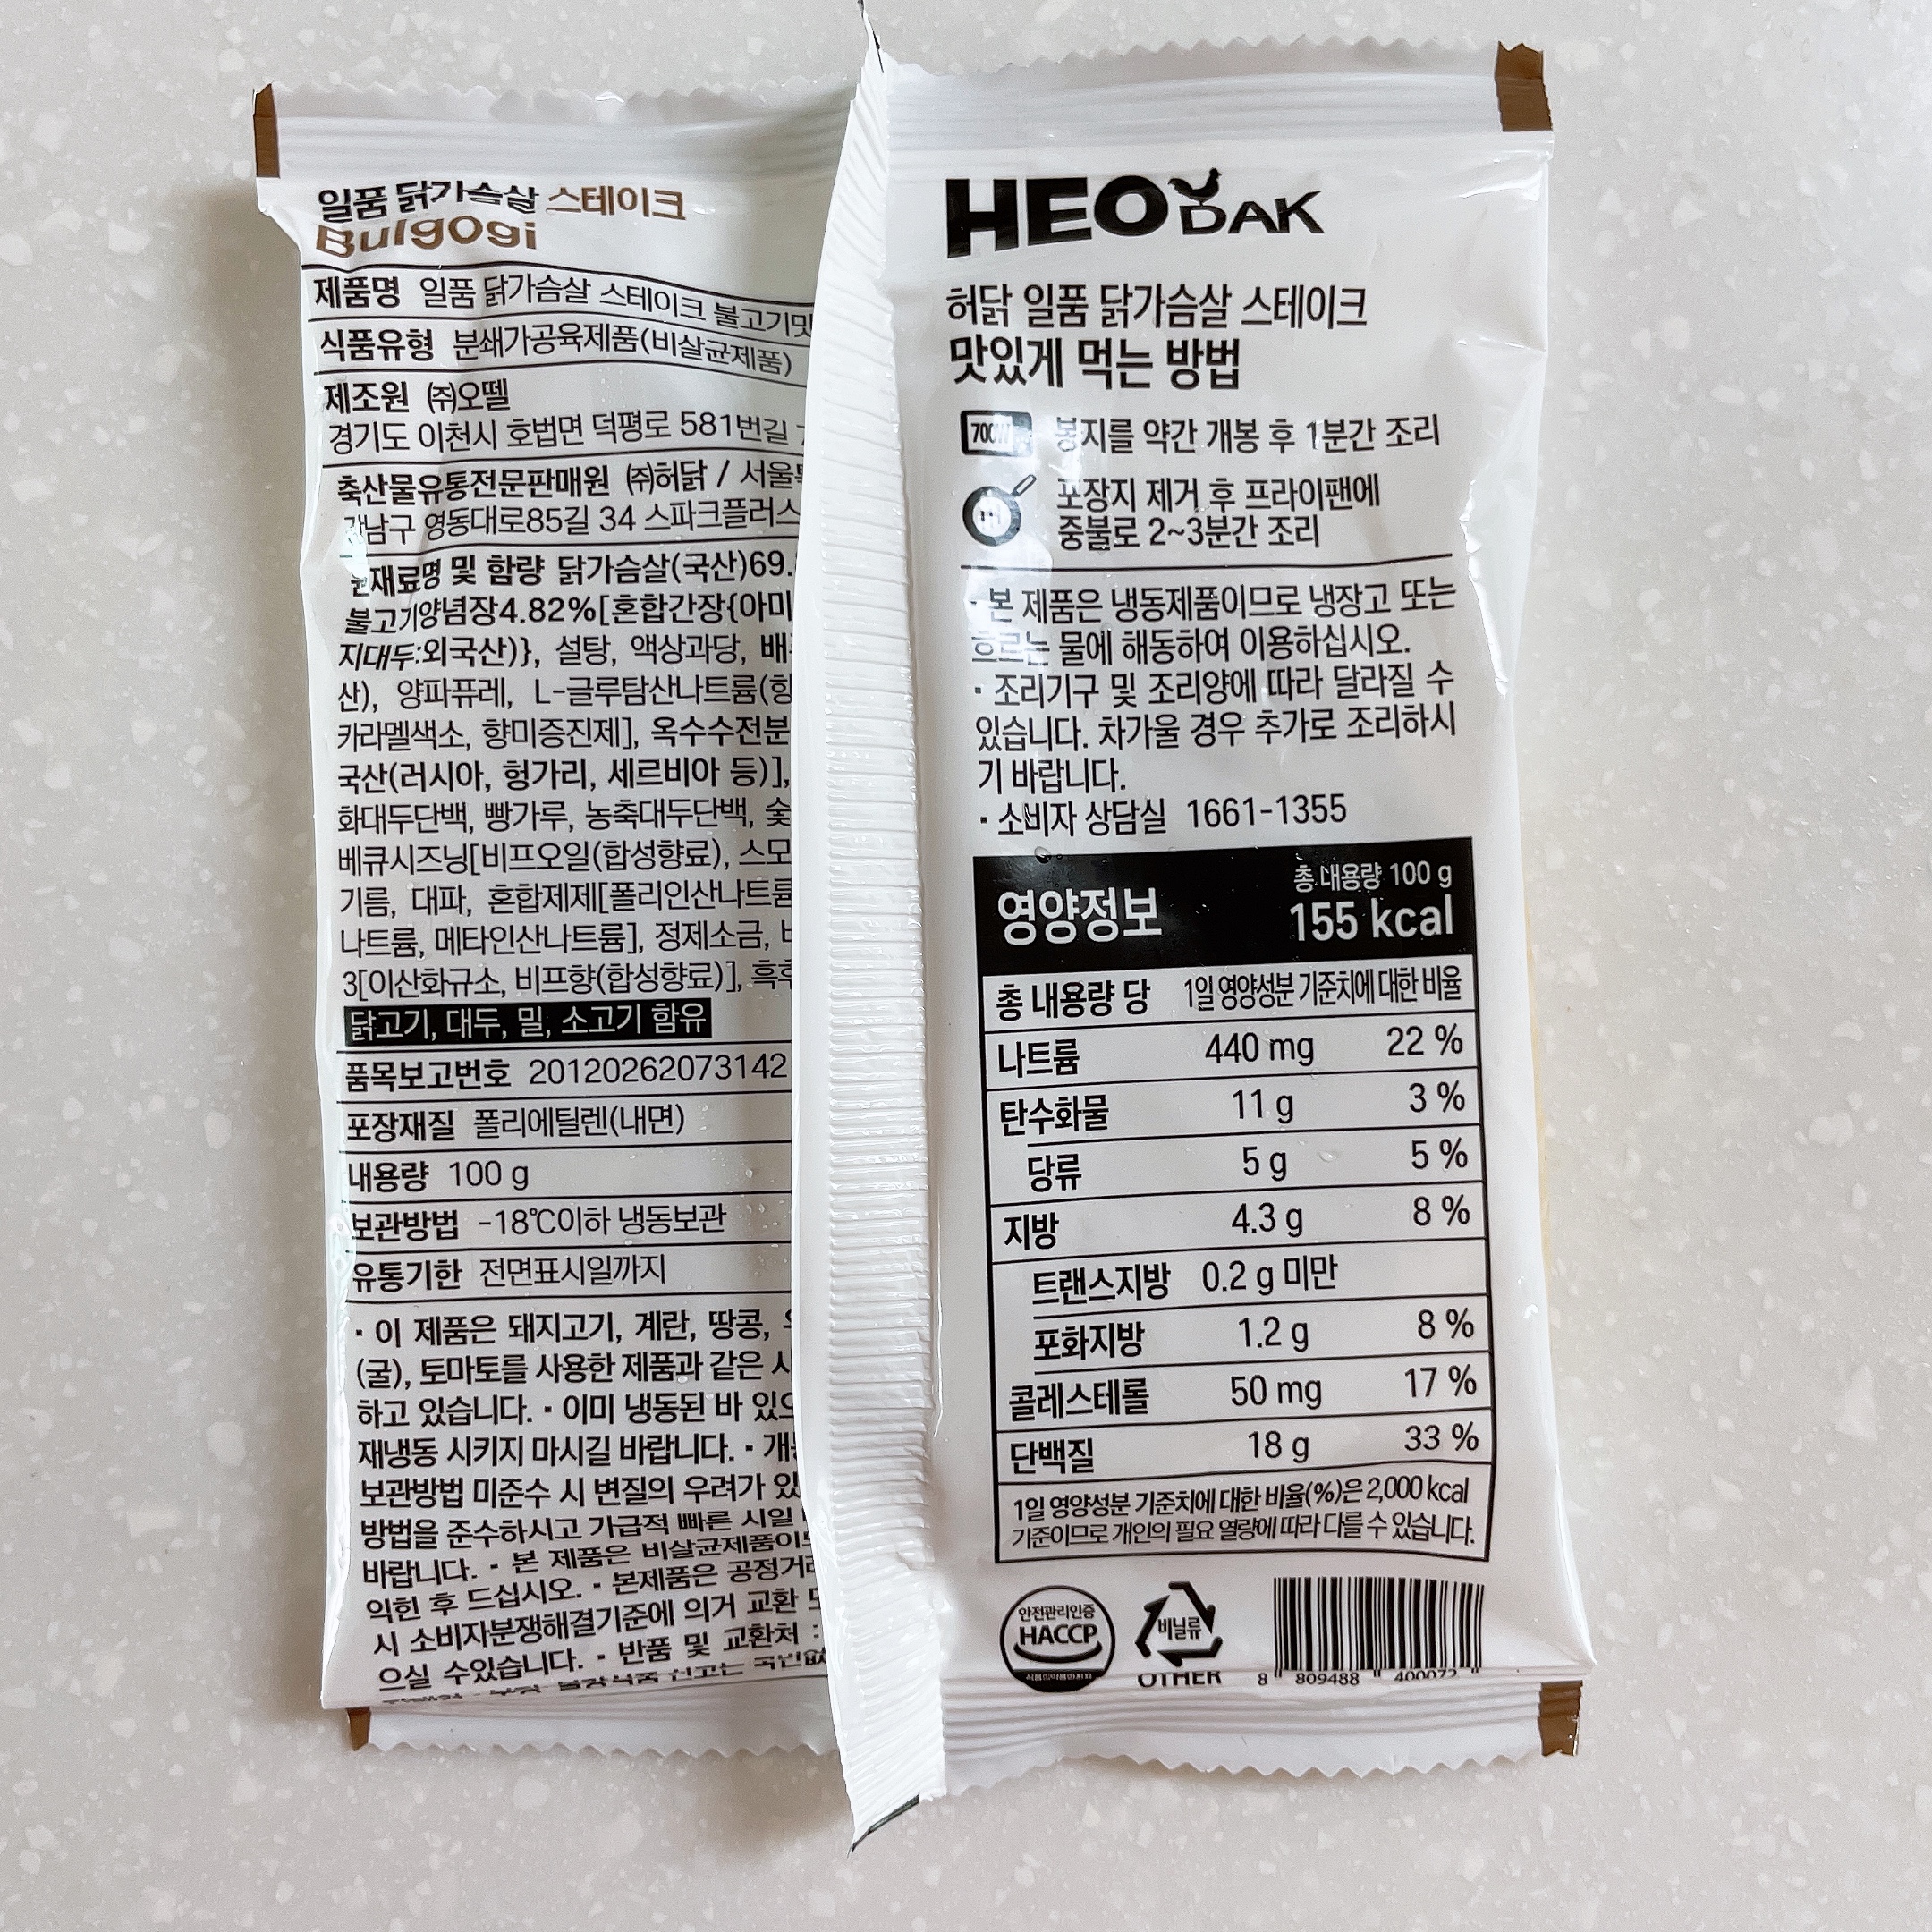 일품 닭가슴살 스테이크
Bulgogi
제품명 일품 닭가슴살 스테이크 불고기맛
식품유형 분쇄가공육제품(비살균제품)
제조원 ㈜오뗄
경기도 이천시 호법면 덕평로 581번길
축산물유통전문판매원 ㈜허닭 / 서울특
강남구 영동대로85길 34 스파크플러스
원재료명 및 함량 닭가슴살(국산)69.
불고기양념장4.82%[혼합간장{아미
지대두:외국산)}, 설탕, 액상과당, 배
산), 양파퓨레, L-글루탐산나트륨(향
카라멜색소, 향미증진제], 옥수수전분
국산(러시아, 헝가리, 세르비아 등)],
화대두단백, 빵가루, 농축대두단백, 숯
베큐시즈닝[비프오일(합성향료), 스모
기름, 대파, 혼합제제[폴리인산나트륨
나트륨, 메타인산나트륨], 정제소금,
3[이산화규소, 비프향(합성향료)], 흑후
닭고기, 대두, 밀, 소고기 함유
품목보고번호 20120262073142
포장재질 폴리에틸렌(내면)
내용량 100 g
보관방법 -18℃이하 냉동보관
유통기한 전면표시일까지
· 이 제품은 돼지고기, 계란, 땅콩,
(굴), 토마토를 사용한 제품과 같은
하고 있습니다. · 이미 냉동된 바 있으
재냉동 시키지 마시길 바랍니다. · 개봉
보관방법 미준수 시 변질의 우려가 있
방법을 준수하시고 가급적 빠른 시일
바랍니다. · 본 제품은 비살균제품이므
익힌 후 드십시오. · 본제품은 공정거래
시 소비자분쟁해결기준에 의거 교환
으실 수있습니다. · 반품 및 교환처 :
HEODAK
허닭 일품 닭가슴살 스테이크
맛있게 먹는 방법
700W 봉지를 약간 개봉 후 1분간 조리
포장지 제거 후 프라이팬에
중불로 2~3분간 조리
· 본 제품은 냉동제품이므로 냉장고 또는
흐르는 물에 해동하여 이용하십시오.
· 조리기구 및 조리양에 따라 달라질 수
있습니다. 차가울 경우 추가로 조리하시
기 바랍니다.
· 소비자 상담실 1661-1355
영양정보 총 내용량 100 g
155 kcal
총 내용량 당 1일 영양성분 기준치에 대한 비율
나트륨 440 mg 22 %
탄수화물 11 g 3 %
당류 5 g 5 %
지방 4.3 g 8 %
트랜스지방 0.2 g 미만
포화지방 1.2 g 8 %
콜레스테롤 50 mg 17 %
단백질 18 g 33 %
1일 영양성분 기준치에 대한 비율(%)은 2,000 kcal
기준이므로 개인의 필요 열량에 따라 다를 수 있습니다.
안전관리인증
HACCP
식품의약품안전처
비닐류
OTHER
8 809488 400072